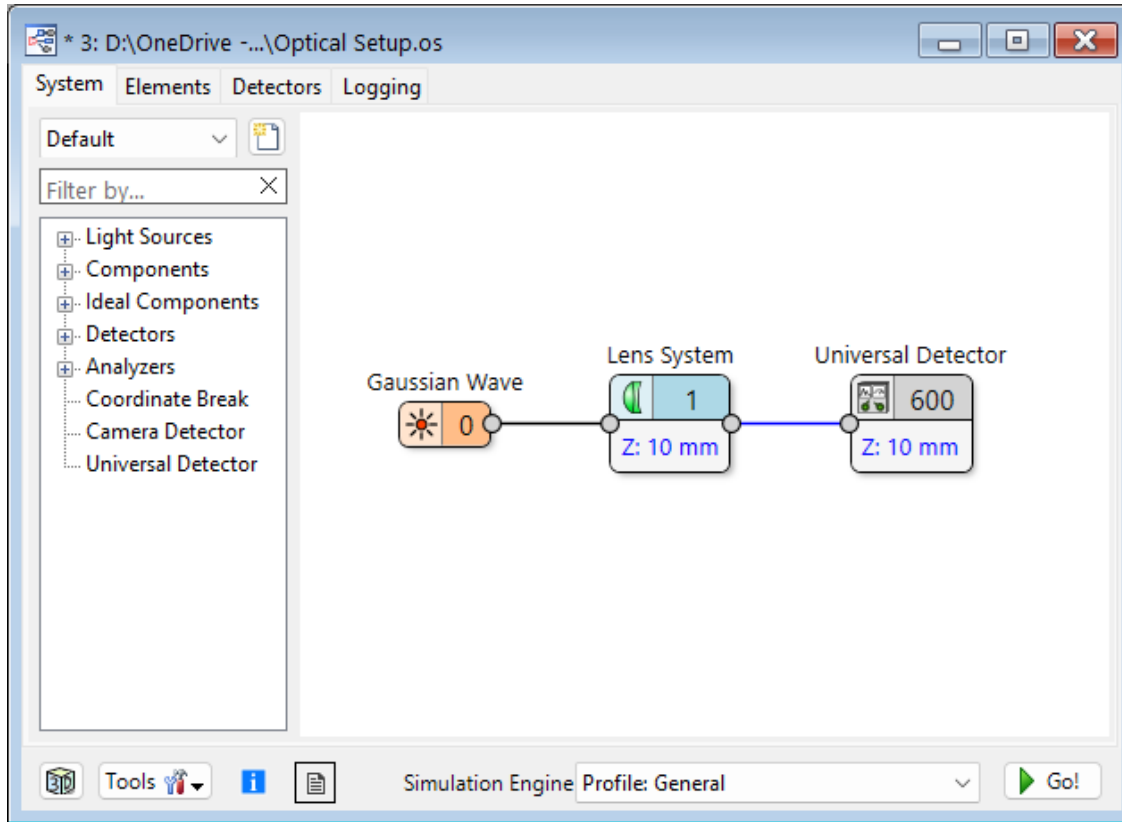 * 3: D:\OneDrive -...\Optical Setup.os
System Elements Detectors Logging
Default
Filter by...
Light Sources
Components
Ideal Components
Detectors
Analyzers
Coordinate Break
Camera Detector
Universal Detector
Gaussian Wave
0
Lens System
1
Z: 10 mm
Universal Detector
600
Z: 10 mm
3D
Tools
i
Simulation Engine Profile: General
Go!